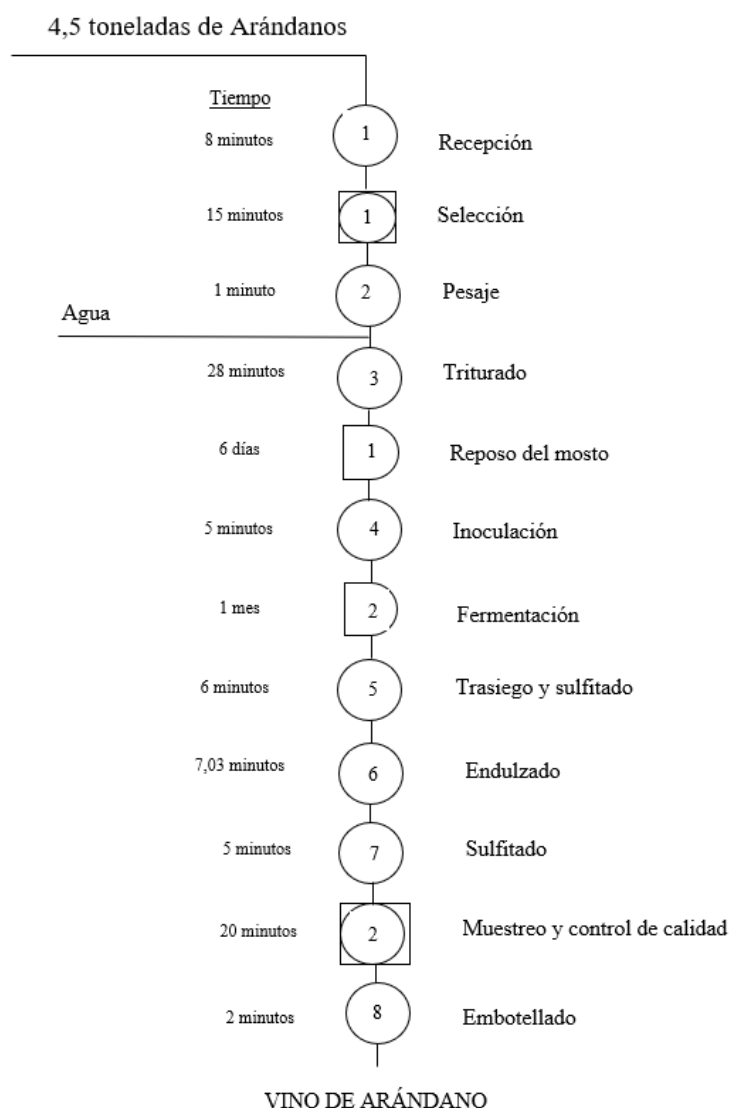 4,5 toneladas de Arándanos
Tiempo
8 minutos 1 Recepción
15 minutos 1 Selección
1 minuto 2 Pesaje
Agua
28 minutos 3 Triturado
6 días 1 Reposo del mosto
5 minutos 4 Inoculación
1 mes 2 Fermentación
6 minutos 5 Trasiego y sulfitado
7,03 minutos 6 Endulzado
5 minutos 7 Sulfitado
20 minutos 2 Muestreo y control de calidad
2 minutos 8 Embotellado
VINO DE ARÁNDANO